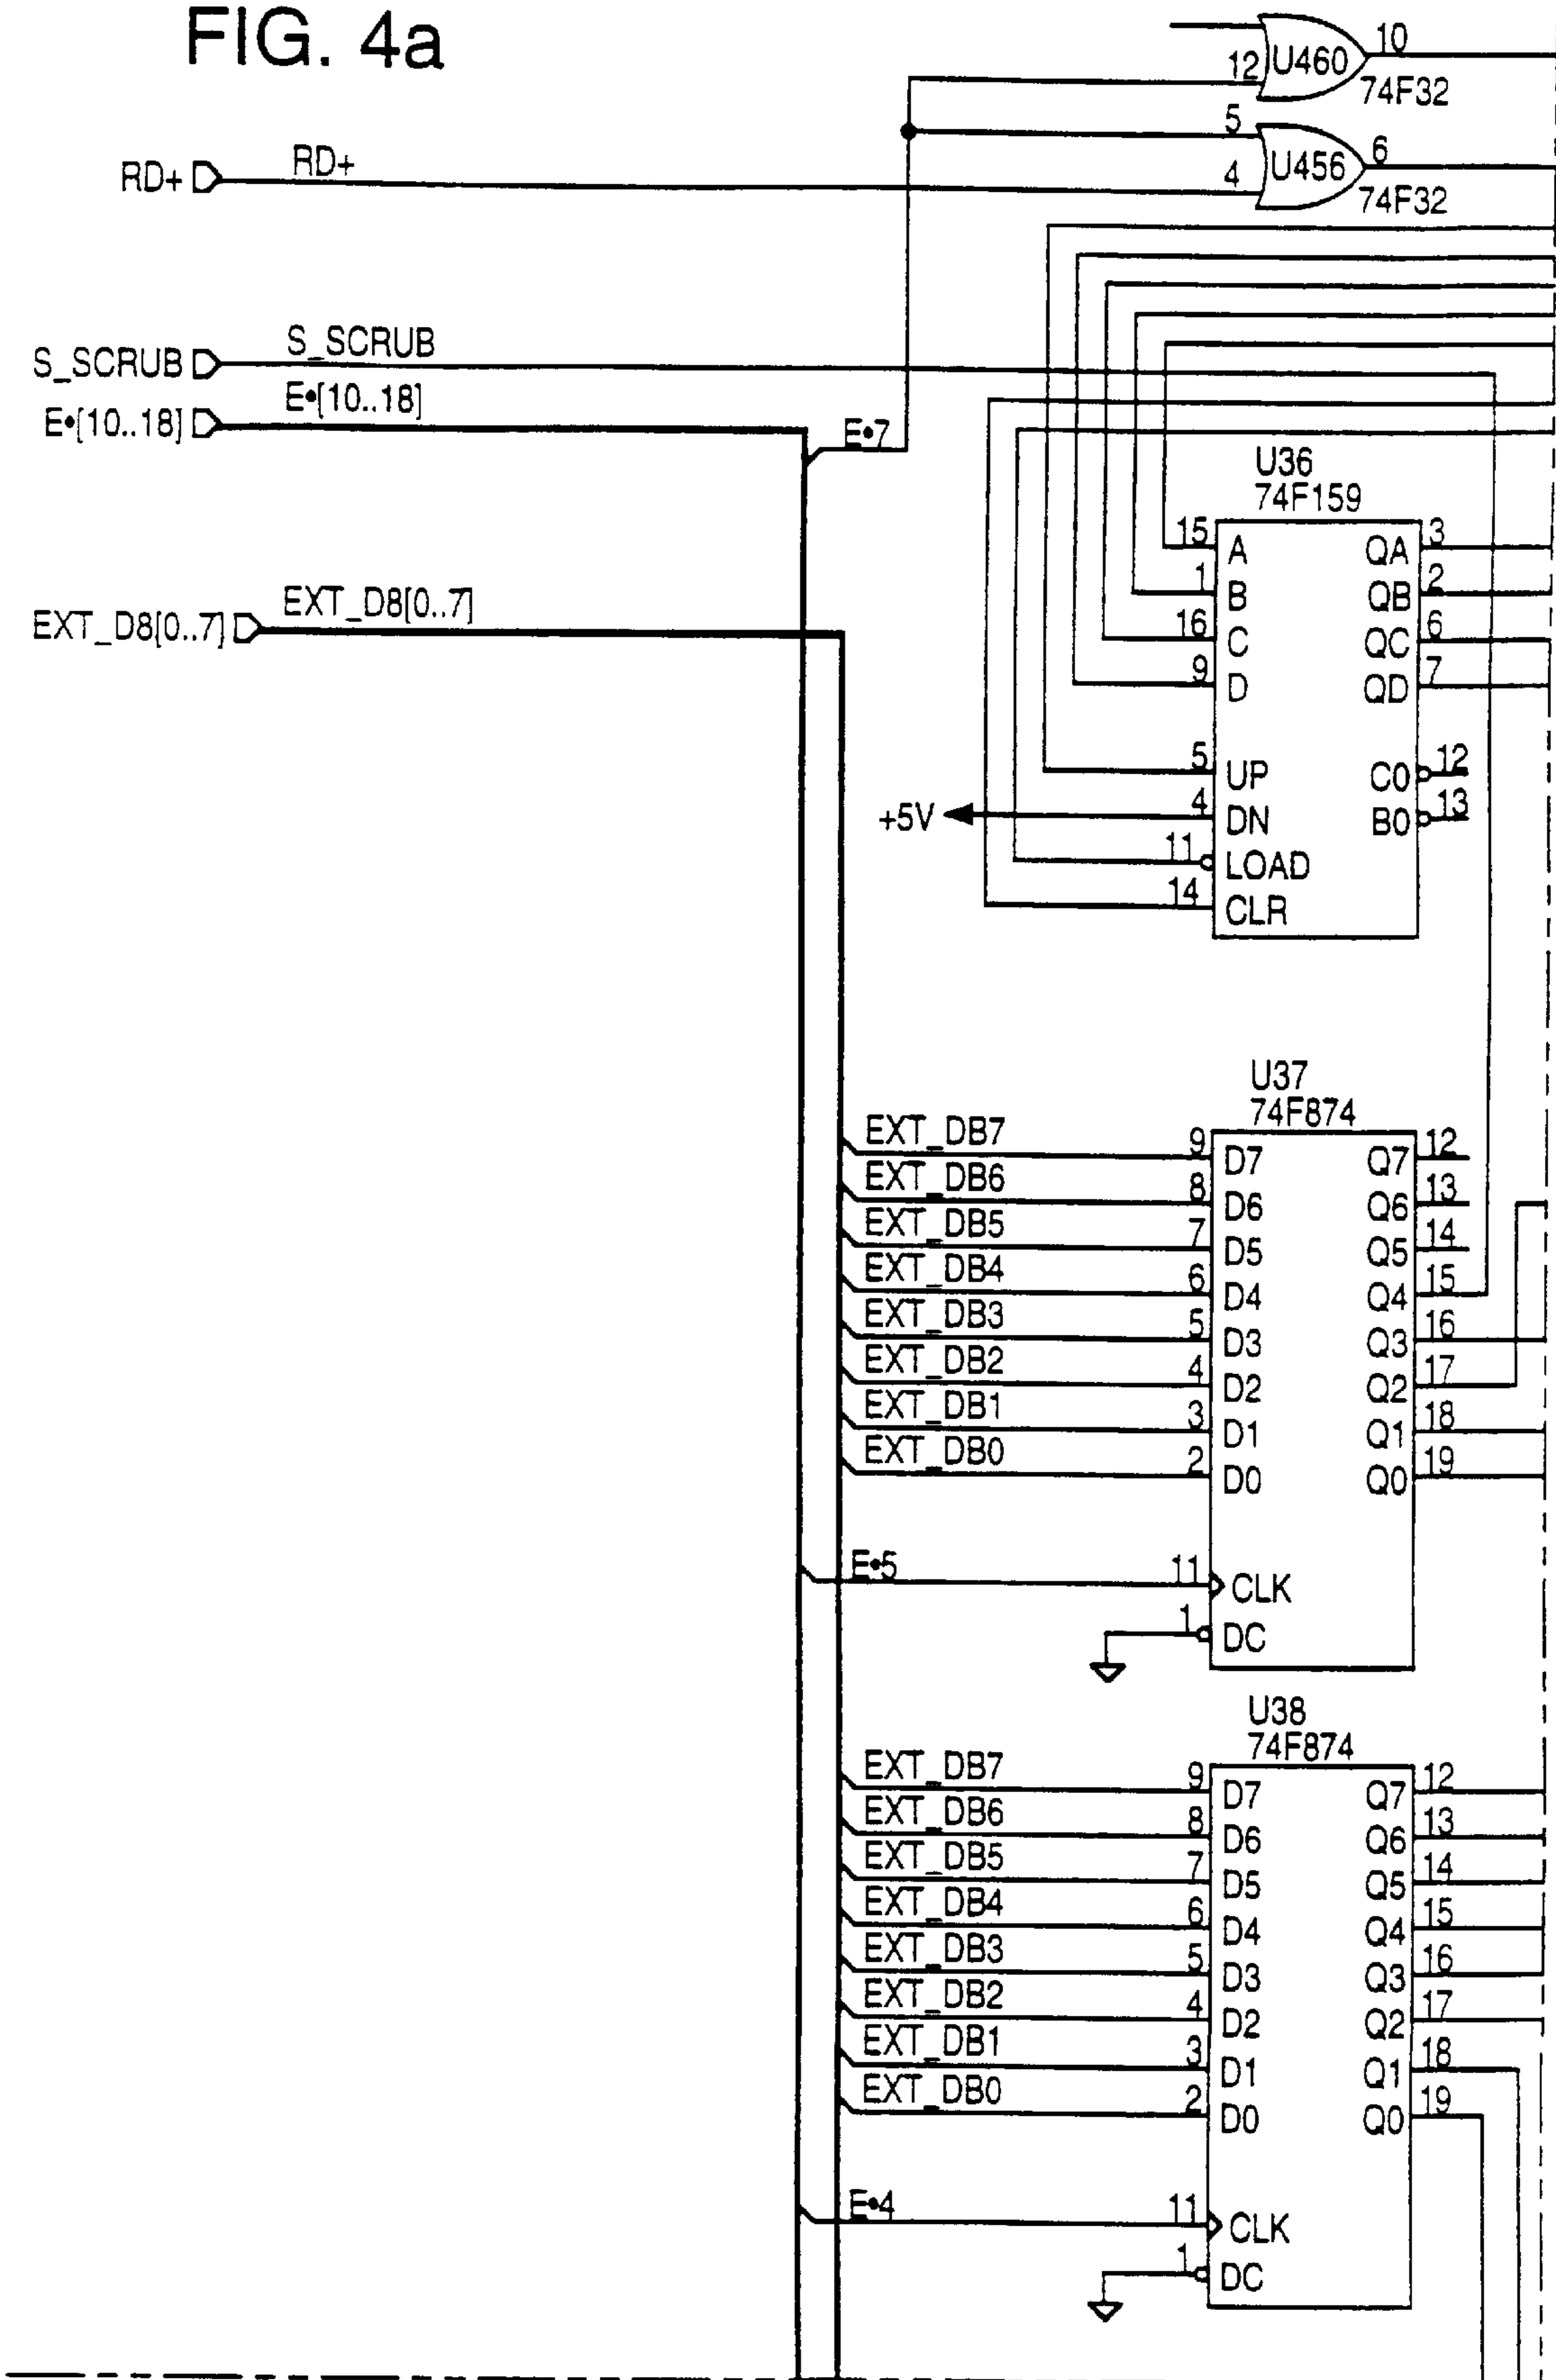 FIG. 4a
10
12
U460
74F32
5
6
U456
4
74F32
RD+
RD+
S_SCRUB
S_SCRUB
E•[10..18]
E•[10..18]
E•7
EXT_D8[0..7]
EXT_D8[0..7]
U36
74F159
15 A QA 3
1 B QB 2
16 C QC 6
9 D QD 7
5 UP C0 12
+5V 4 DN B0 13
11 LOAD
14 CLR
U37
74F874
EXT_DB7 9 D7 Q7 12
EXT_DB6 8 D6 Q6 13
EXT_DB5 7 D5 Q5 14
EXT_DB4 6 D4 Q4 15
EXT_DB3 5 D3 Q3 16
EXT_DB2 4 D2 Q2 17
EXT_DB1 3 D1 Q1 18
EXT_DB0 2 D0 Q0 19
E•5 11 CLK
1 DC
U38
74F874
EXT_DB7 9 D7 Q7 12
EXT_DB6 8 D6 Q6 13
EXT_DB5 7 D5 Q5 14
EXT_DB4 6 D4 Q4 15
EXT_DB3 5 D3 Q3 16
EXT_DB2 4 D2 Q2 17
EXT_DB1 3 D1 Q1 18
EXT_DB0 2 D0 Q0 19
E•4 11 CLK
1 DC